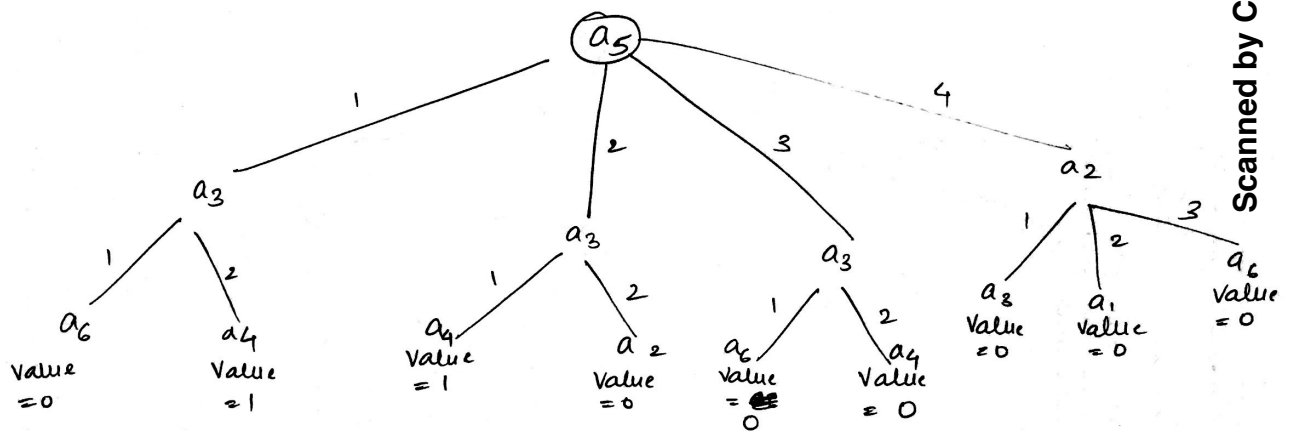 a5
1
2
3
4
a3
a3
a3
a2
1
2
1
2
1
2
1
2
3
a6
Value
=0
a4
Value
=1
a4
Value
= 1
a2
Value
=0
a6
Value
=
0
a4
Value
= 0
a3
Value
=0
a1
Value
=0
a6
Value
= 0
Scanned by C